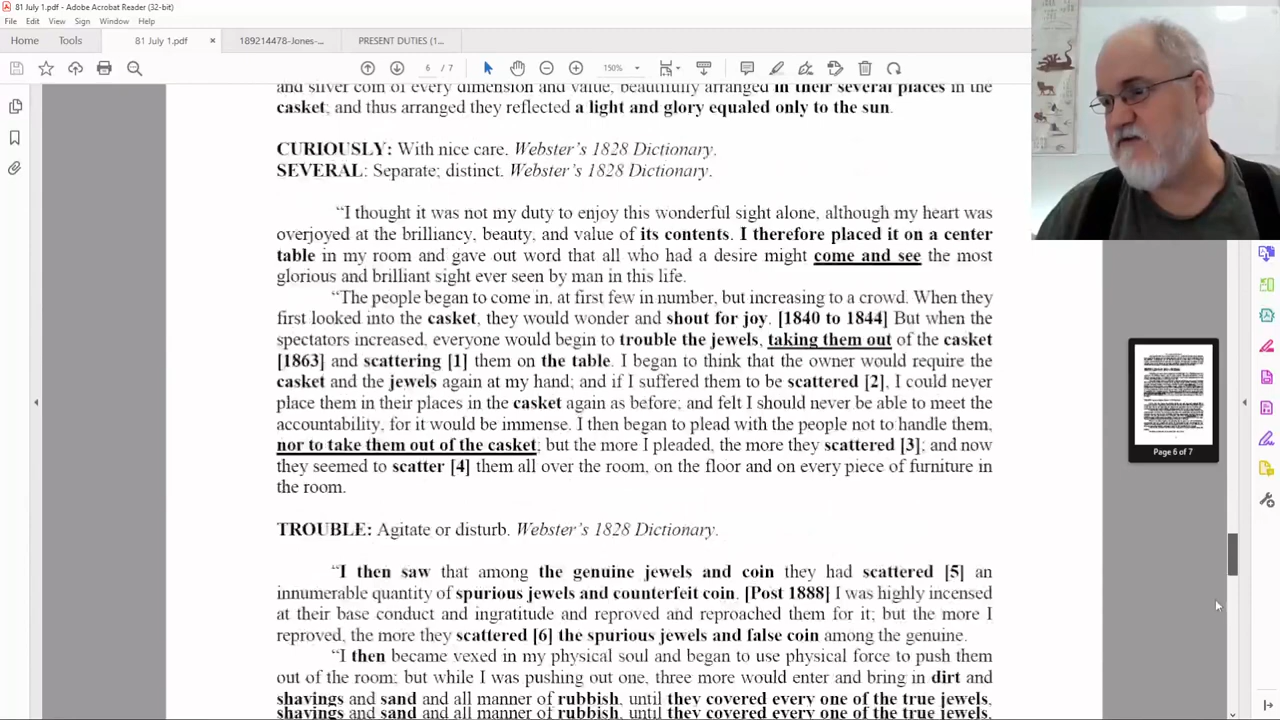 81 July 1.pdf - Adobe Acrobat Reader (32-bit)
File Edit View Sign Window Help
Home Tools 81 July 1.pdf × 189214478-Jones-... PRESENT DUTIES (1...
6 / 7 150%
and silver coin of every dimension and value, beautifully arranged in their several places in the
casket; and thus arranged they reflected a light and glory equaled only to the sun.
CURIOUSLY: With nice care. Webster's 1828 Dictionary.
SEVERAL: Separate; distinct. Webster's 1828 Dictionary.
“I thought it was not my duty to enjoy this wonderful sight alone, although my heart was
overjoyed at the brilliancy, beauty, and value of its contents. I therefore placed it on a center
table in my room and gave out word that all who had a desire might come and see the most
glorious and brilliant sight ever seen by man in this life.
“The people began to come in, at first few in number, but increasing to a crowd. When they
first looked into the casket, they would wonder and shout for joy. [1840 to 1844] But when the
spectators increased, everyone would begin to trouble the jewels, taking them out of the casket
[1863] and scattering [1] them on the table. I began to think that the owner would require the
casket and the jewels again at my hand; and if I suffered them to be scattered [2], I could never
place them in their places in the casket again as before; and felt I should never be able to meet the
accountability, for it would be immense. I then began to plead with the people not to handle them,
nor to take them out of the casket; but the more I pleaded, the more they scattered [3]; and now
they seemed to scatter [4] them all over the room, on the floor and on every piece of furniture in
the room.
TROUBLE: Agitate or disturb. Webster's 1828 Dictionary.
“I then saw that among the genuine jewels and coin they had scattered [5] an
innumerable quantity of spurious jewels and counterfeit coin. [Post 1888] I was highly incensed
at their base conduct and ingratitude and reproved and reproached them for it; but the more I
reproved, the more they scattered [6] the spurious jewels and false coin among the genuine.
“I then became vexed in my physical soul and began to use physical force to push them
out of the room; but while I was pushing out one, three more would enter and bring in dirt and
shavings and sand and all manner of rubbish, until they covered every one of the true jewels,
Page 6 of 7